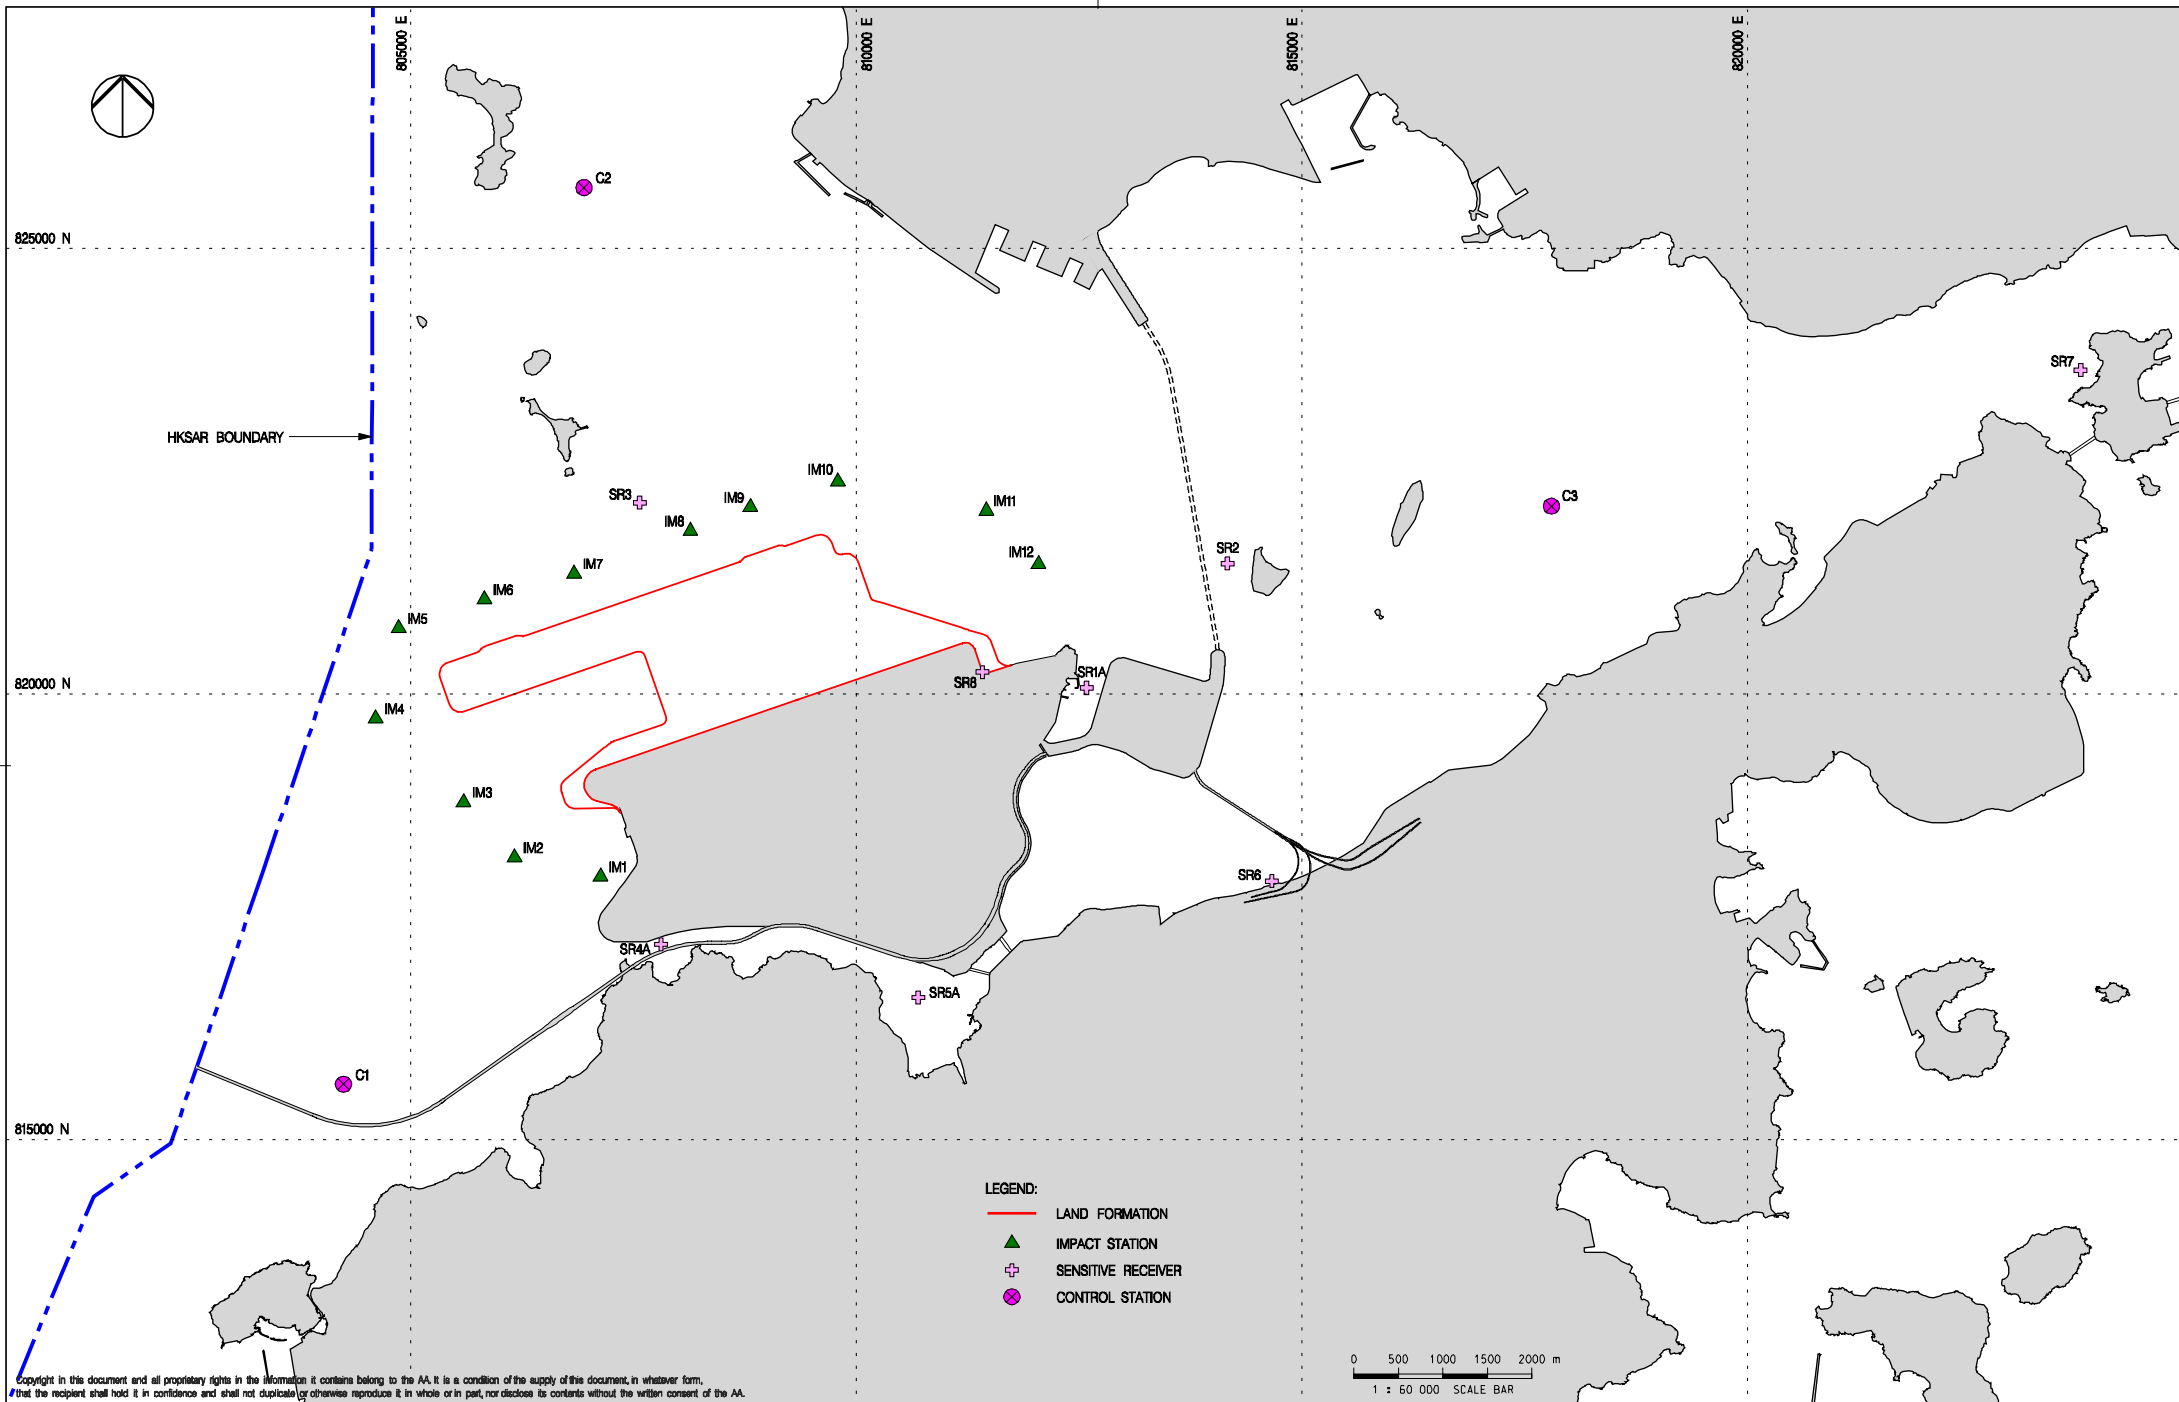 805000 E
810000 E
815000 E
820000 E
C2
825000 N
SR7
HKSAR BOUNDARY
IM10
SR3
IM9
C3
IM11
IM8
SR2
IM12
IM7
IM6
IM5
SR1A
SR8
820000 N
IM4
IM3
IM2
IM1
SR6
SR4A
SR5A
C1
815000 N
LEGEND:
LAND FORMATION
IMPACT STATION
SENSITIVE RECEIVER
CONTROL STATION
0 500 1000 1500 2000 m
1 : 60 000 SCALE BAR
Copyright in this document and all proprietary rights in the information it contains belong to the AA. It is a condition of the supply of this document, in whatever form,
that the recipient shall hold it in confidence and shall not duplicate or otherwise reproduce it in whole or in part, nor disclose its contents without the written consent of the AA.